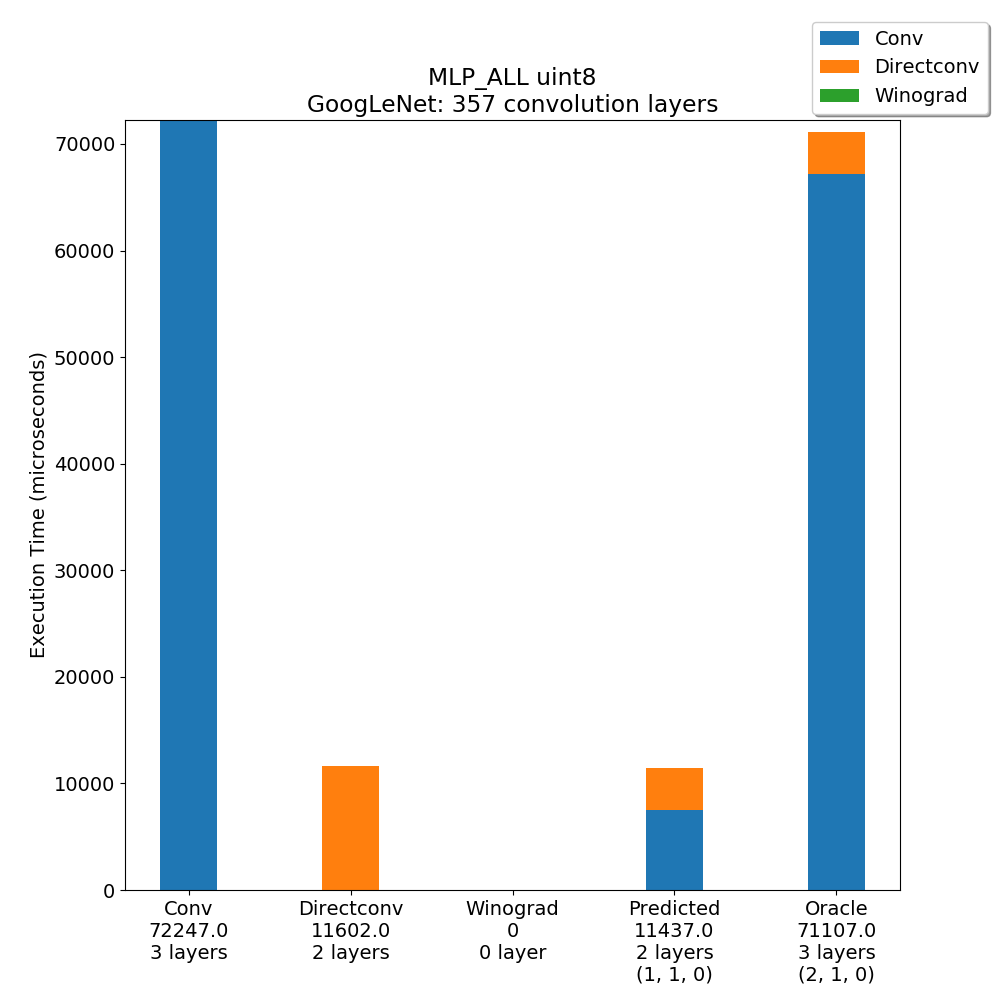 Conv
Directconv
Winograd
MLP_ALL uint8
GoogLeNet: 357 convolution layers
Execution Time (microseconds)
70000
60000
50000
40000
30000
20000
10000
0
Conv
72247.0
3 layers
Directconv
11602.0
2 layers
Winograd
0
0 layer
Predicted
11437.0
2 layers
(1, 1, 0)
Oracle
71107.0
3 layers
(2, 1, 0)